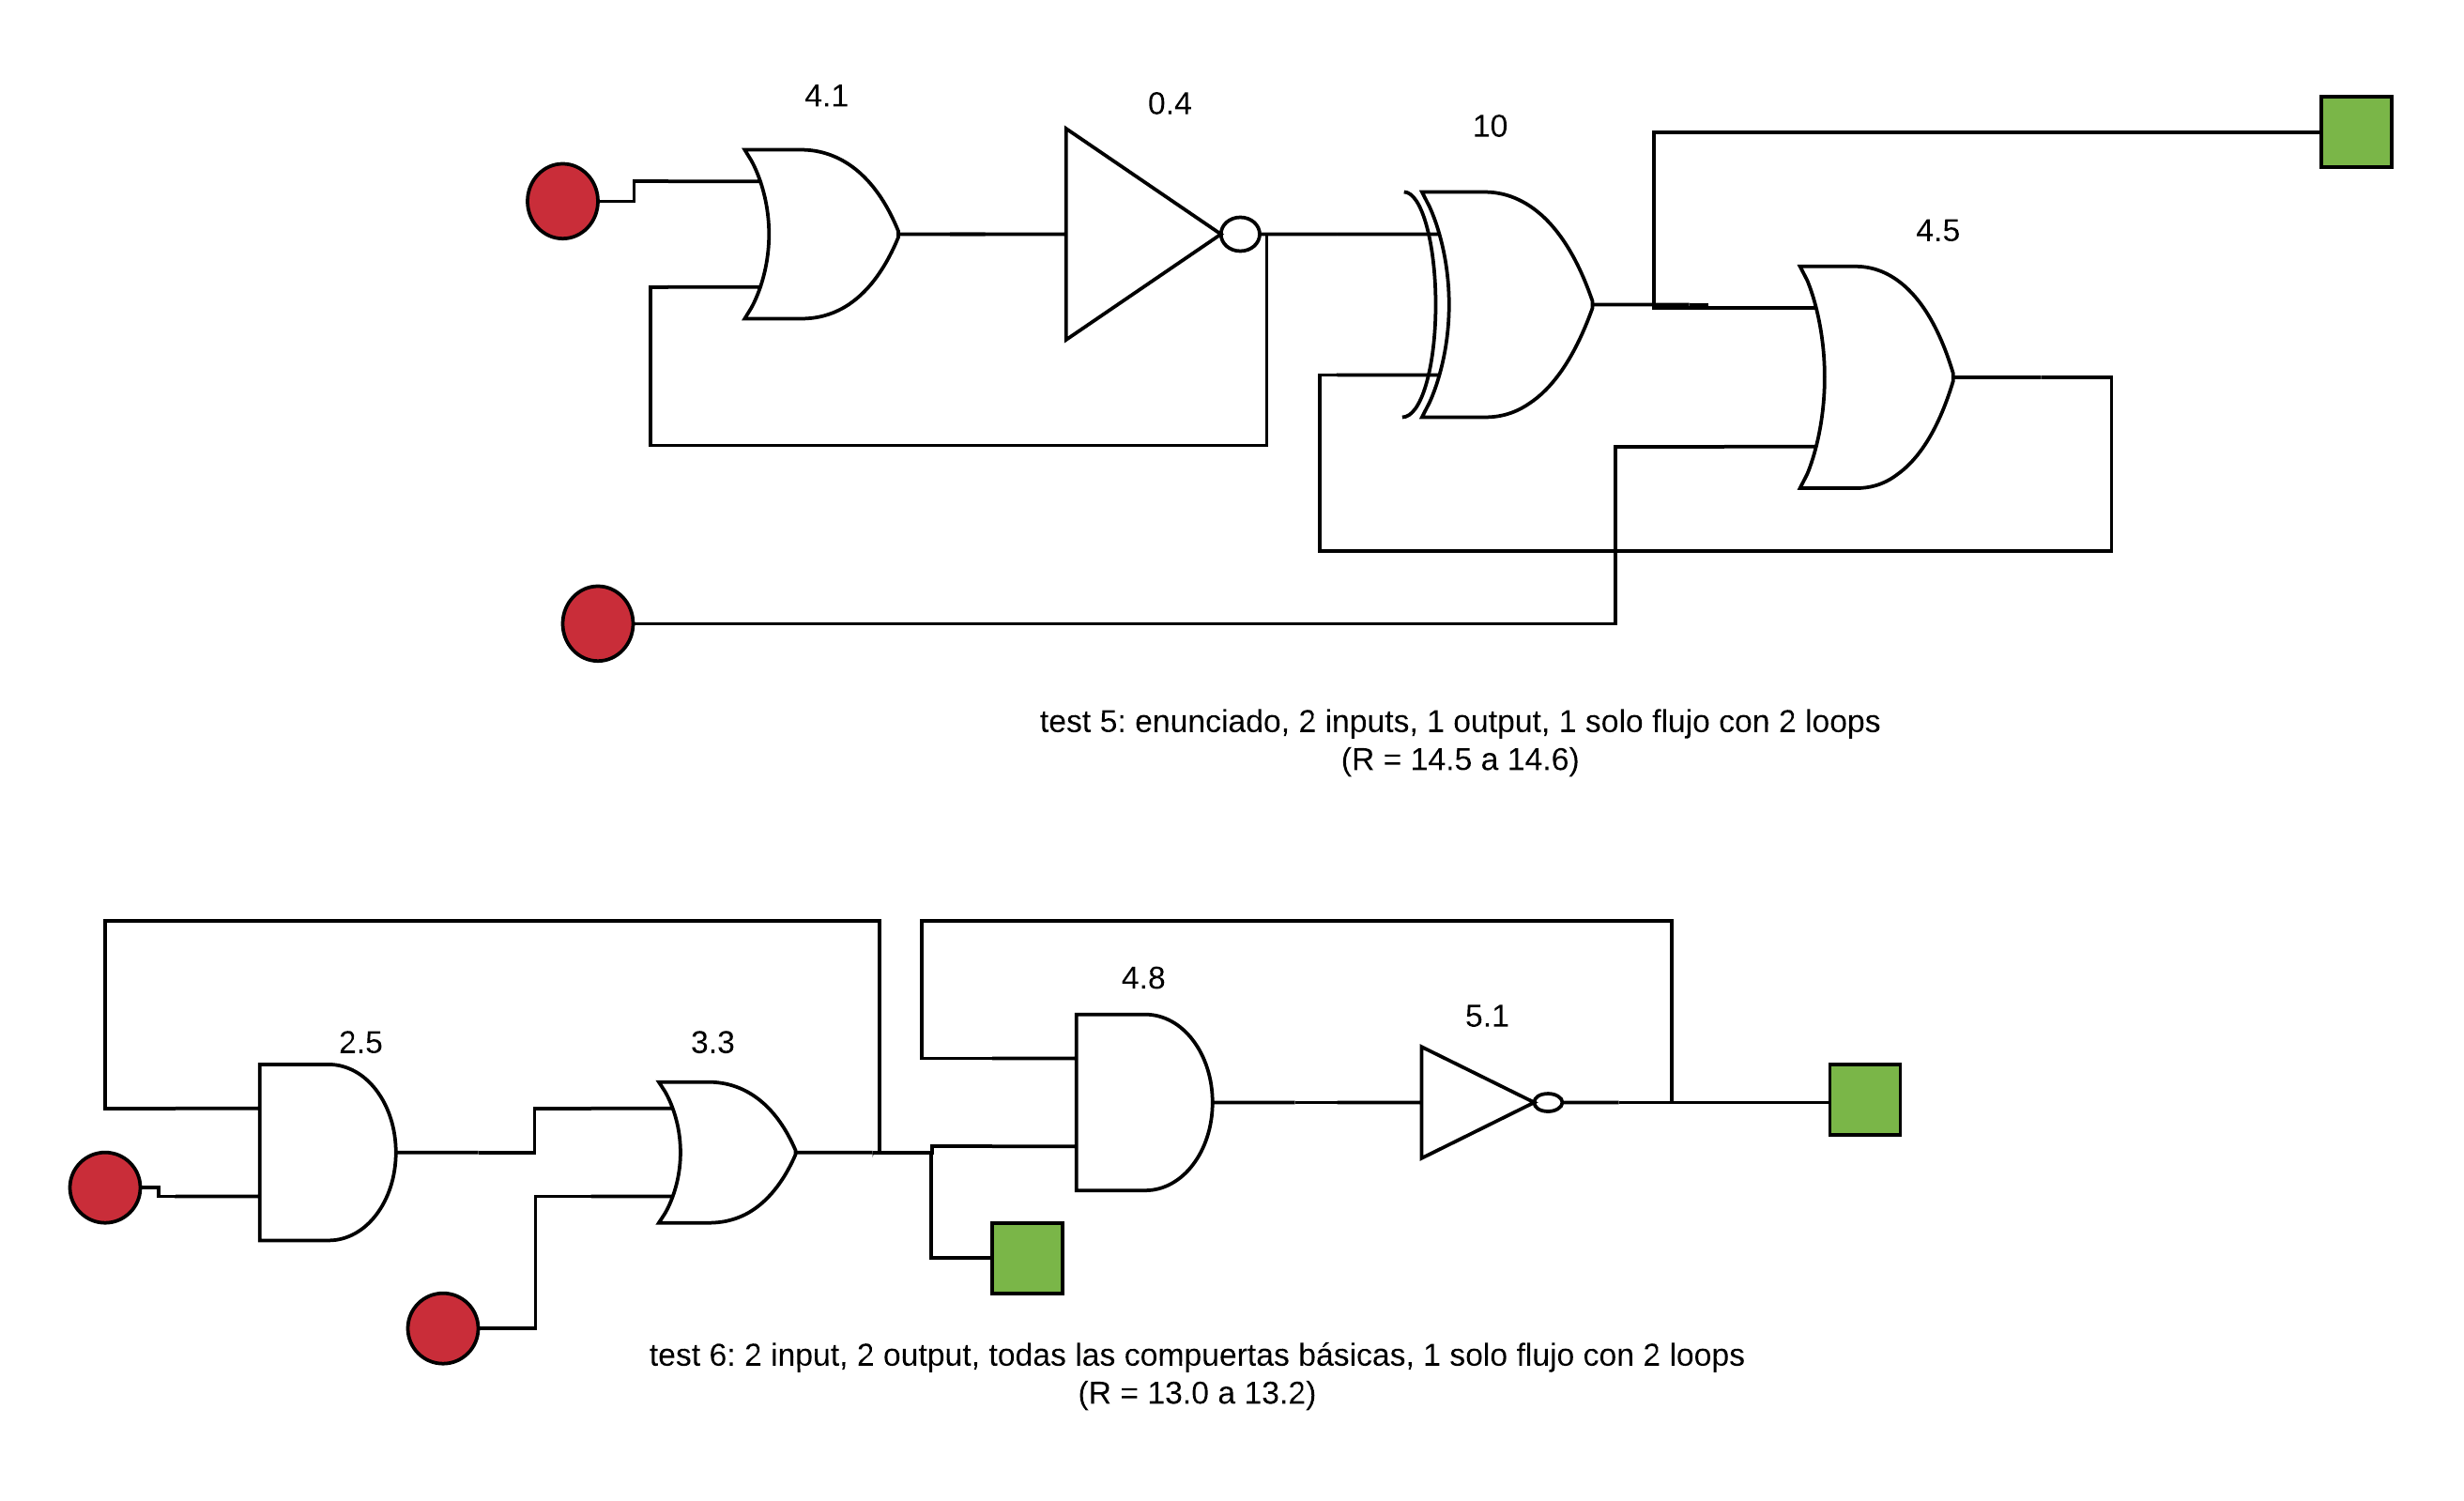 4.1
0.4
10
4.5
test 5: enunciado, 2 inputs, 1 output, 1 solo flujo con 2 loops
(R = 14.5 a 14.6)
4.8
5.1
2.5
3.3
test 6: 2 input, 2 output, todas las compuertas básicas, 1 solo flujo con 2 loops
(R = 13.0 a 13.2)